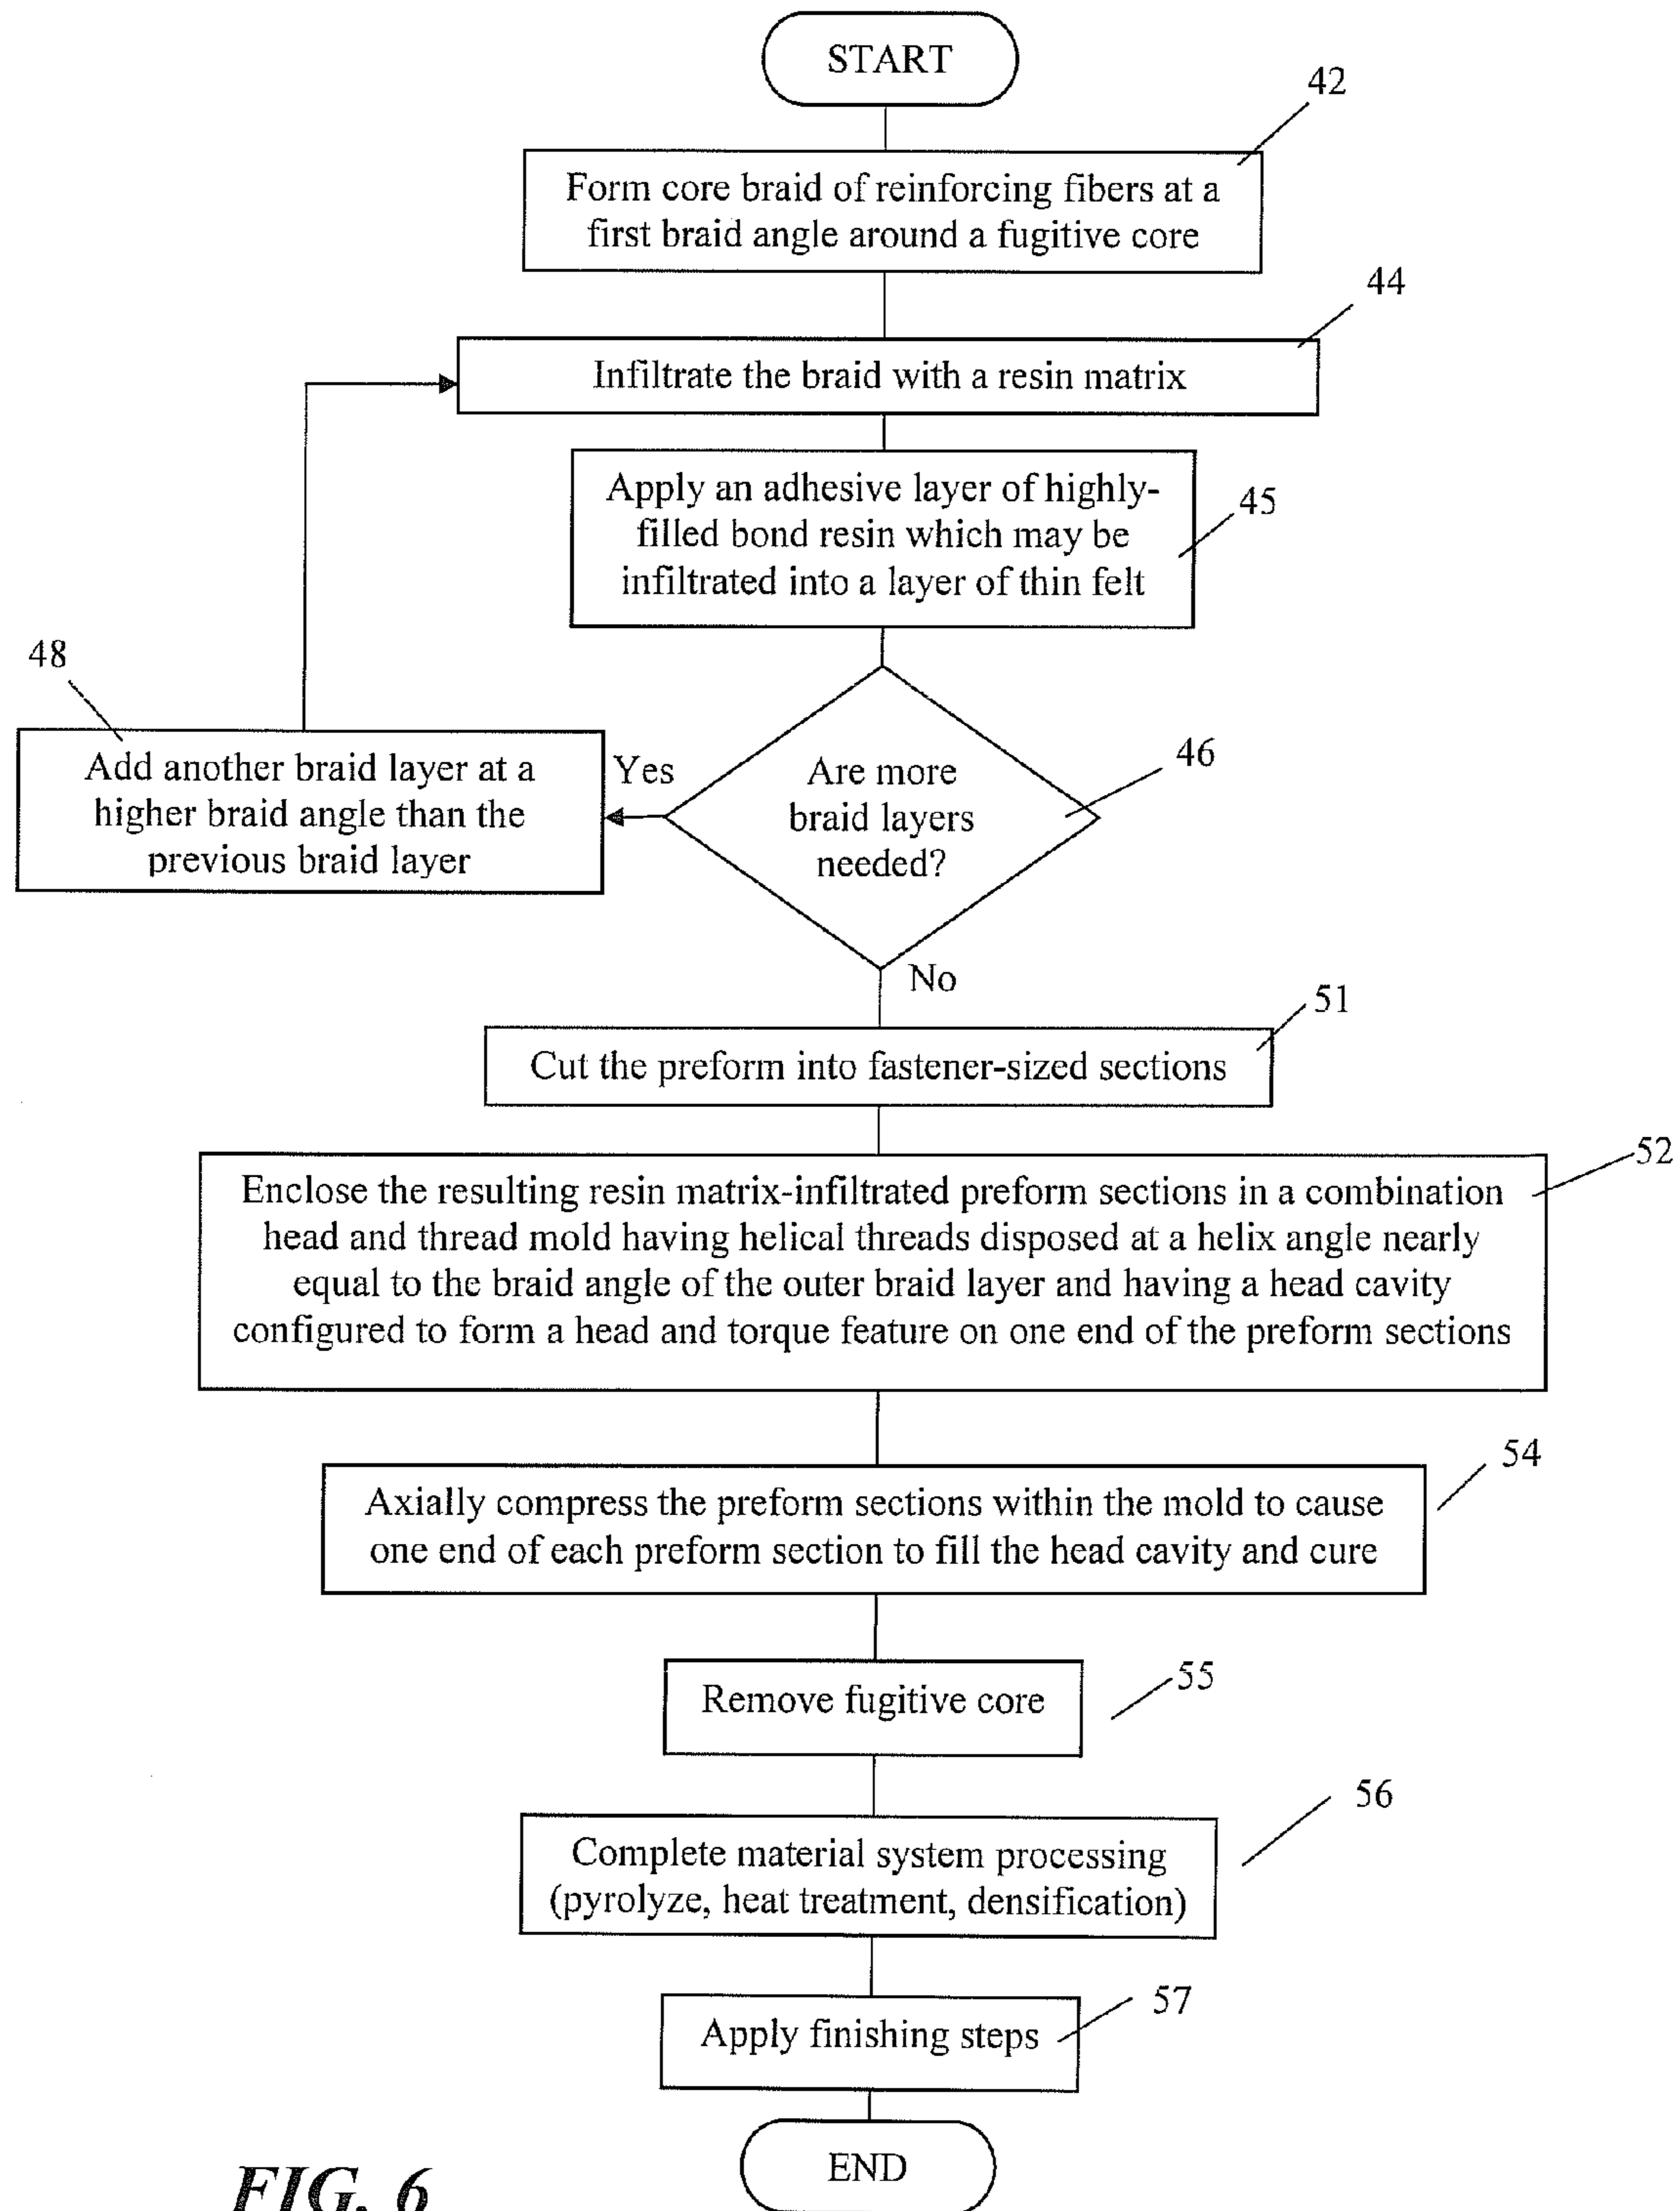 START
42
Form core braid of reinforcing fibers at a
first braid angle around a fugitive core
44
Infiltrate the braid with a resin matrix
Apply an adhesive layer of highly-
filled bond resin which may be
infiltrated into a layer of thin felt
45
48
Add another braid layer at a
higher braid angle than the
previous braid layer
Yes
Are more
braid layers
needed?
46
No
51
Cut the preform into fastener-sized sections
52
Enclose the resulting resin matrix-infiltrated preform sections in a combination
head and thread mold having helical threads disposed at a helix angle nearly
equal to the braid angle of the outer braid layer and having a head cavity
configured to form a head and torque feature on one end of the preform sections
54
Axially compress the preform sections within the mold to cause
one end of each preform section to fill the head cavity and cure
55
Remove fugitive core
56
Complete material system processing
(pyrolyze, heat treatment, densification)
57
Apply finishing steps
END
FIG. 6